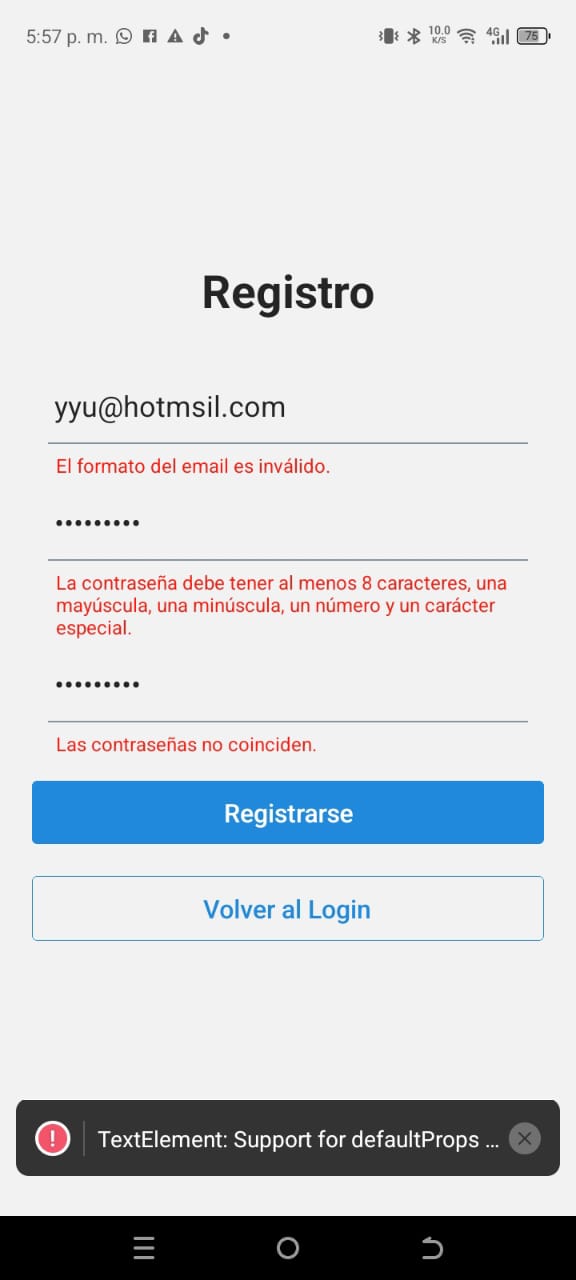 5:57 p. m.
10.0
K/S
4G
75
Registro
yyu@hotmsil.com
El formato del email es inválido.
•••••••••
La contraseña debe tener al menos 8 caracteres, una
mayúscula, una minúscula, un número y un carácter
especial.
•••••••••
Las contraseñas no coinciden.
Registrarse
Volver al Login
! TextElement: Support for defaultProps ...